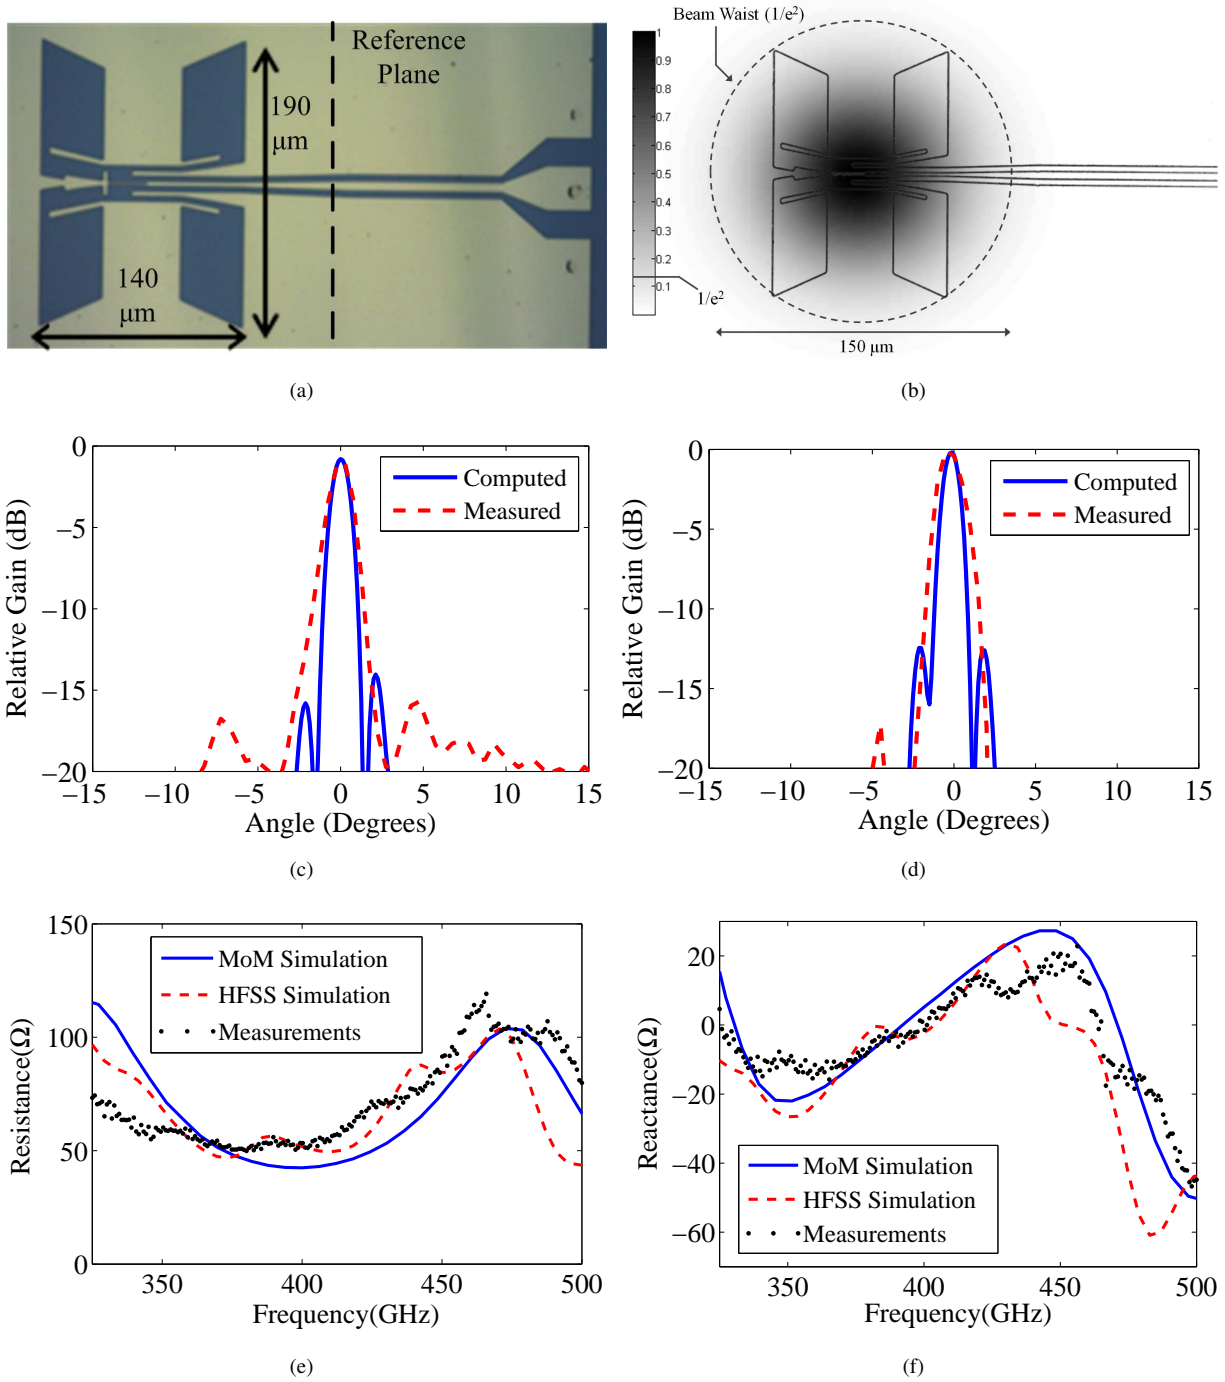 Reference
Plane
190
μm
140
μm
(a)
Beam Waist (1/e²)
1
0.9
0.8
0.7
0.6
0.5
0.4
0.3
0.2
0.1
1/e²
150 μm
(b)
Relative Gain (dB)
0
−5
−10
−15
−20
−15
−10
−5
0
5
10
15
Computed
Measured
Angle (Degrees)
(c)
Relative Gain (dB)
0
−5
−10
−15
−20
−15
−10
−5
0
5
10
15
Computed
Measured
Angle (Degrees)
(d)
Resistance(Ω)
150
100
50
0
350
400
450
500
MoM Simulation
HFSS Simulation
Measurements
Frequency(GHz)
(e)
Reactance(Ω)
20
0
−20
−40
−60
350
400
450
500
MoM Simulation
HFSS Simulation
Measurements
Frequency(GHz)
(f)